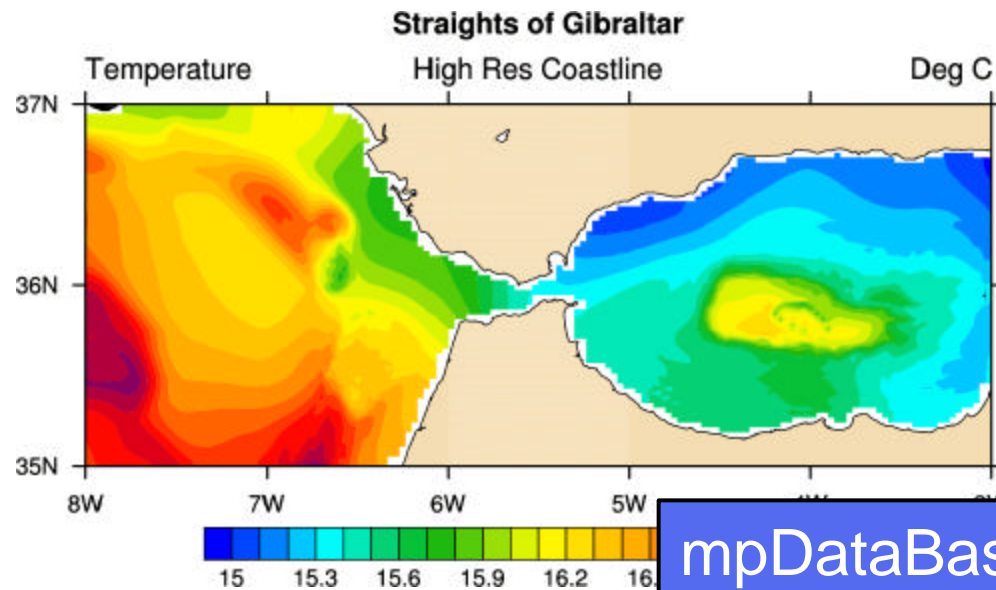 Straights of Gibraltar
Temperature High Res Coastline Deg C
37N
36N
35N
8W 7W 6W 5W
15 15.3 15.6 15.9 16.2 16.
mpDataBas